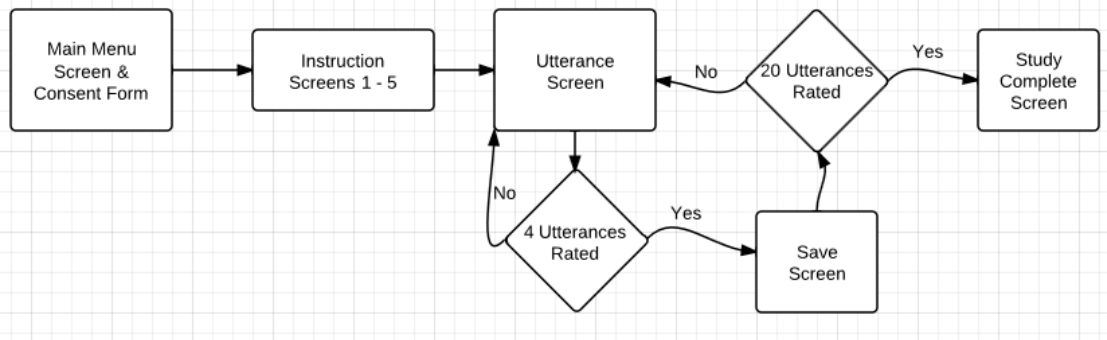 Main Menu
Screen &
Consent Form
Instruction
Screens 1 - 5
Utterance
Screen
No
4 Utterances
Rated
Yes
Save
Screen
20 Utterances
Rated
No
Yes
Study
Complete
Screen